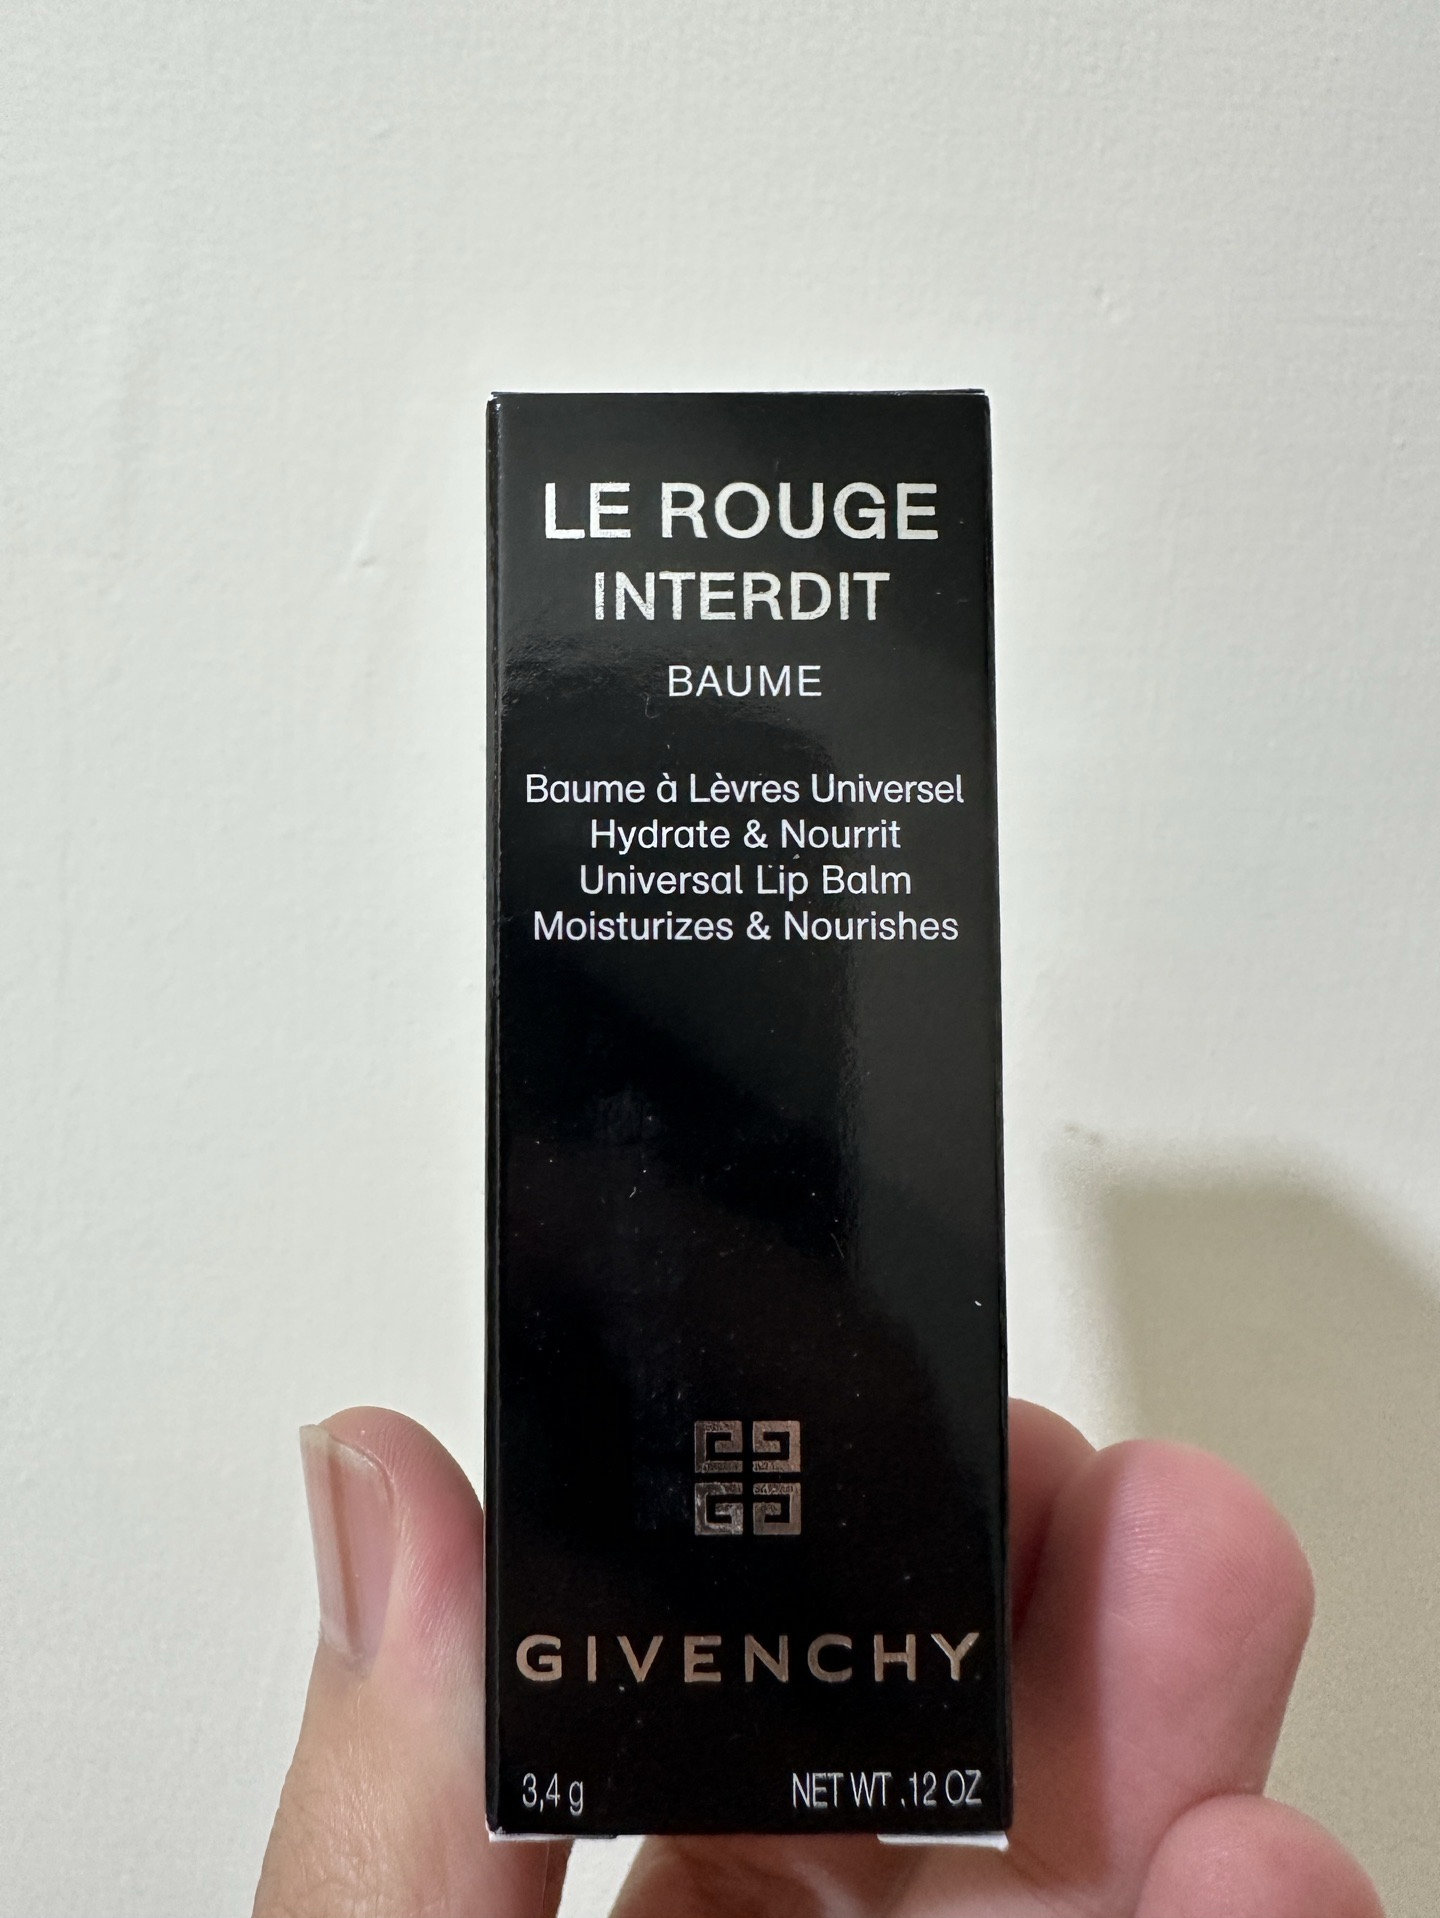 LE ROUGE
INTERDIT
BAUME
Baume à Lèvres Universel
Hydrate & Nourrit
Universal Lip Balm
Moisturizes & Nourishes
GIVENCHY
3,4 g NET WT .12 OZ